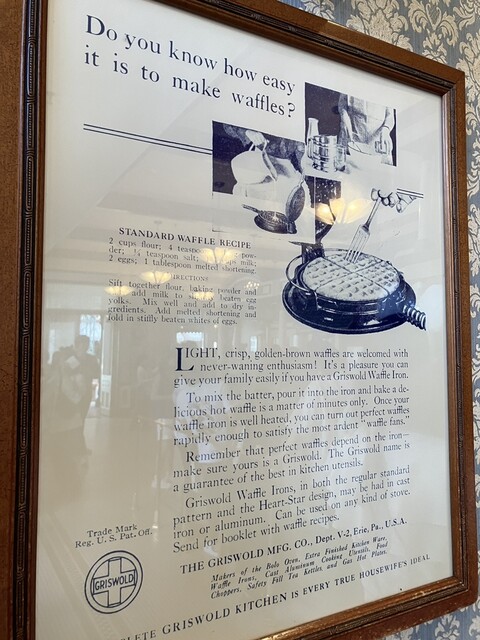 Do you know how easy
it is to make waffles?
STANDARD WAFFLE RECIPE
2 cups flour; 4 pow-
der; teaspoon salt; milk;
2 eggs; 1 tablespoon melted shortening.
DIRECTIONS
Sift together flour, baking powder and
add milk to beaten egg
yolks. Mix well and add to dry in-
gredients. Add melted shortening and
fold in stiffly beaten whites of eggs.
LIGHT, crisp, golden-brown waffles are welcomed with
never-waning enthusiasm! It's a pleasure you can
give your family easily if you have a Griswold Waffle Iron.
To mix the batter, pour it into the iron and bake a de-
licious hot waffle is a matter of minutes only. Once your
waffle iron is well heated, you can turn out perfect waffles
rapidly enough to satisfy the most ardent "waffle fans."
Remember that perfect waffles depend on the iron—
make sure yours is a Griswold. The Griswold name is
a guarantee of the best in kitchen utensils.
Griswold Waffle Irons, in both the regular standard
pattern and the Heart-Star design, may be had in cast
iron or aluminum. Can be used on any kind of stove.
Send for booklet with waffle recipes.
THE GRISWOLD MFG. CO., Dept. V-2, Erie, Pa., U.S.A.
Makers of the Bolo Oven, Extra Finished Kitchen Ware,
Waffle Irons, Cast Aluminum Cooking Utensils, Food
Choppers, Safety Fill Tea Kettles and Gas Hot Plates.
Trade Mark
Reg. U. S. Pat. Off.
GRISWOLD
GRISWOLD KITCHEN IS EVERY TRUE HOUSEWIFE'S IDEAL